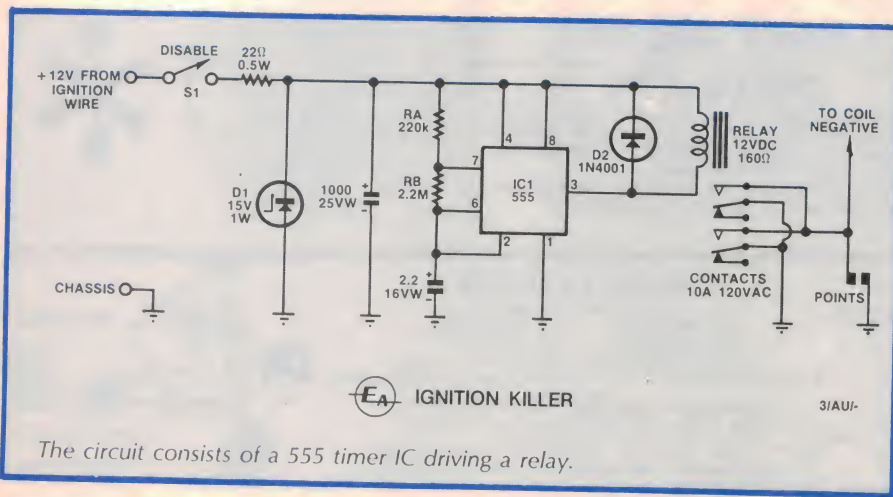 DISABLE
+12V FROM
IGNITION
WIRE
S1
22Ω
0.5W
D1
15V
1W
1000
25VW
RA
220k
RB
2.2M
2.2
16VW
4
8
7
6
2
3
1
IC1
555
D2
1N4001
RELAY
12VDC
160Ω
TO COIL
NEGATIVE
CONTACTS
10A 120VAC
POINTS
CHASSIS
EA IGNITION KILLER
3/AU/-
The circuit consists of a 555 timer IC driving a relay.